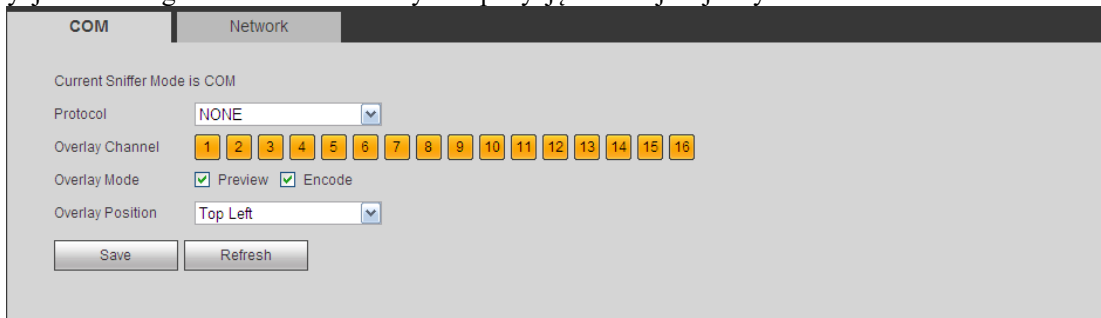 COM Network
Current Sniffer Mode is COM
Protocol NONE
Overlay Channel 1 2 3 4 5 6 7 8 9 10 11 12 13 14 15 16
Overlay Mode Preview Encode
Overlay Position Top Left
Save Refresh